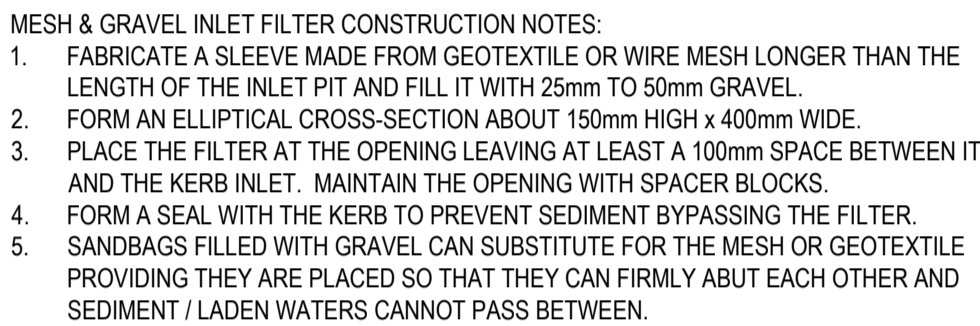 MESH & GRAVEL INLET FILTER CONSTRUCTION NOTES:
1. FABRICATE A SLEEVE MADE FROM GEOTEXTILE OR WIRE MESH LONGER THAN THE
LENGTH OF THE INLET PIT AND FILL IT WITH 25mm TO 50mm GRAVEL.
2. FORM AN ELLIPTICAL CROSS-SECTION ABOUT 150mm HIGH x 400mm WIDE.
3. PLACE THE FILTER AT THE OPENING LEAVING AT LEAST A 100mm SPACE BETWEEN IT
AND THE KERB INLET. MAINTAIN THE OPENING WITH SPACER BLOCKS.
4. FORM A SEAL WITH THE KERB TO PREVENT SEDIMENT BYPASSING THE FILTER.
5. SANDBAGS FILLED WITH GRAVEL CAN SUBSTITUTE FOR THE MESH OR GEOTEXTILE
PROVIDING THEY ARE PLACED SO THAT THEY CAN FIRMLY ABUT EACH OTHER AND
SEDIMENT / LADEN WATERS CANNOT PASS BETWEEN.